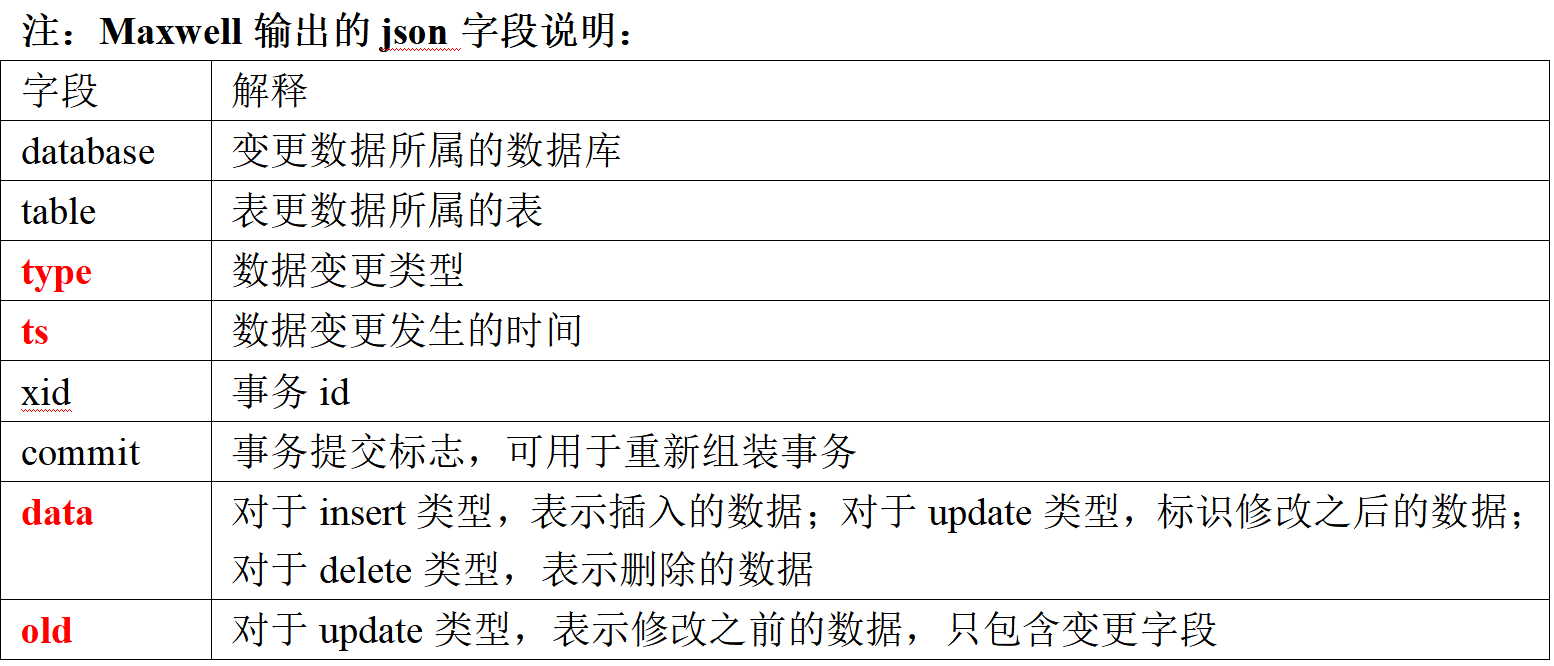 注：Maxwell 输出的 json 字段说明：
字段 解释
database 变更数据所属的数据库
table 表更数据所属的表
type 数据变更类型
ts 数据变更发生的时间
xid 事务 id
commit 事务提交标志，可用于重新组装事务
data 对于 insert 类型，表示插入的数据；对于 update 类型，标识修改之后的数据；
对于 delete 类型，表示删除的数据
old 对于 update 类型，表示修改之前的数据，只包含变更字段